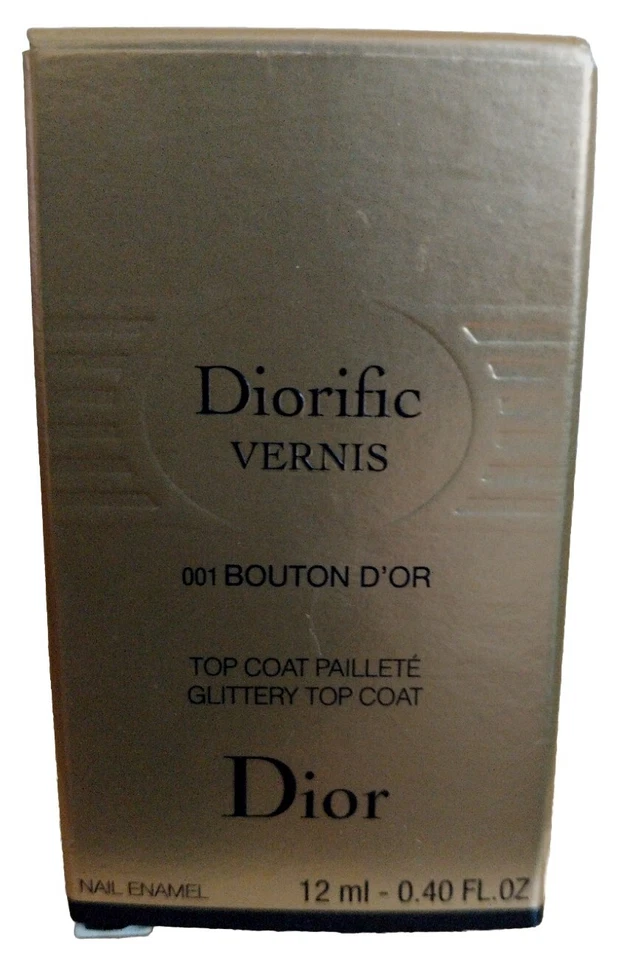 Diorific
VERNIS
001 BOUTON D'OR
TOP COAT PAILLETÉ
GLITTERY TOP COAT
Dior
NAIL ENAMEL 12 ml - 0.40 FL.OZ